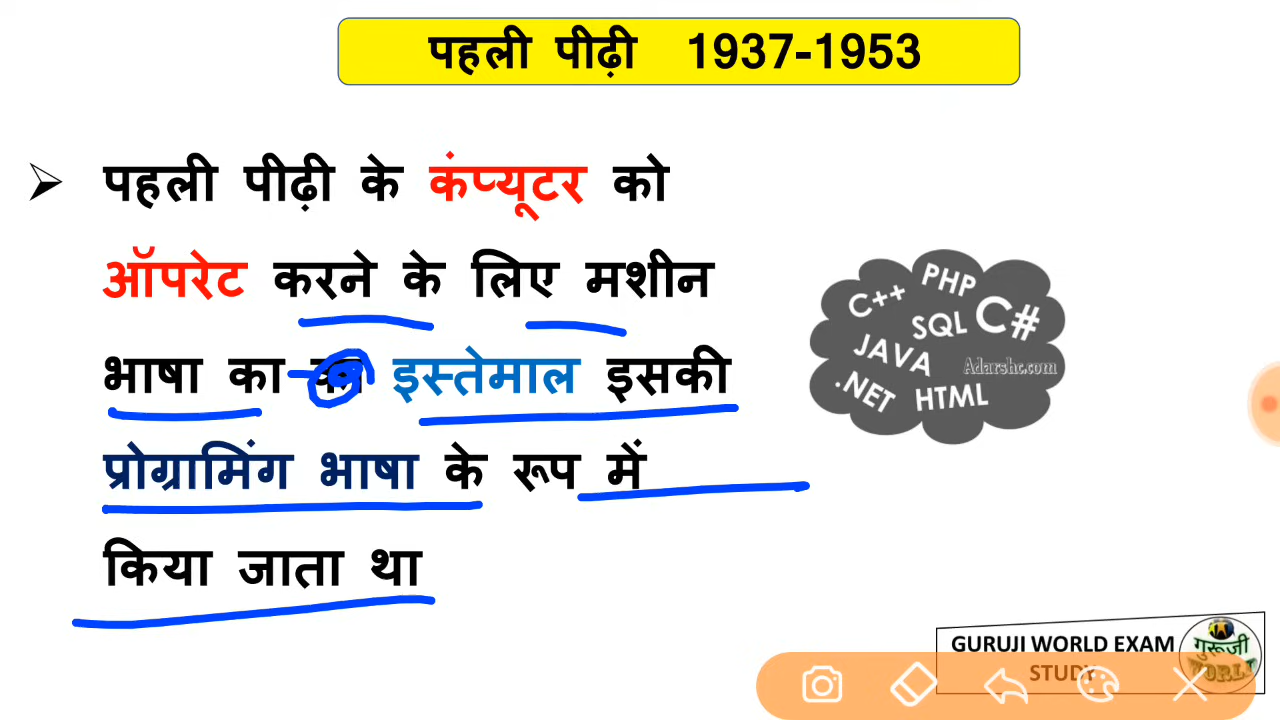 पहली पीढ़ी 1937-1953
पहली पीढ़ी के कंप्यूटर को
ऑपरेट करने के लिए मशीन
भाषा का का इस्तेमाल इसकी
प्रोग्रामिंग भाषा के रूप में
किया जाता था
C++ PHP
SQL C#
JAVA Adarshc.com
.NET HTML
GURUJI WORLD EXAM
STUDY
गुरूजी
WORLD